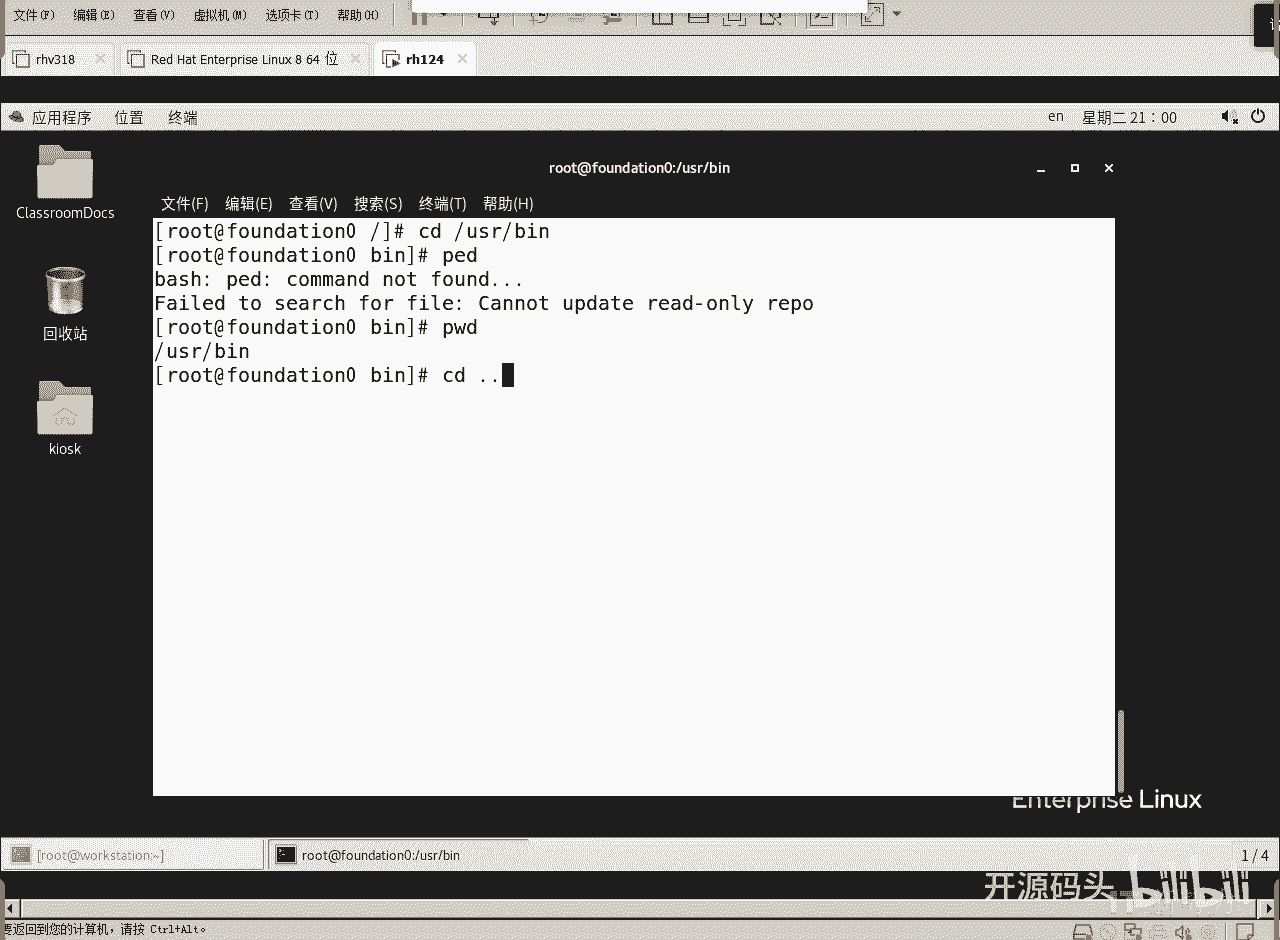 文件(F) 编辑(E) 查看(V) 虚拟机(M) 选项卡(T) 帮助(H)
rhv318 Red Hat Enterprise Linux 8 64 位 rh124
应用程序 位置 终端 en 星期二 21：00
ClassroomDocs
回收站
kiosk
root@foundation0:/usr/bin
文件(F) 编辑(E) 查看(V) 搜索(S) 终端(T) 帮助(H)
[root@foundation0 /]# cd /usr/bin
[root@foundation0 bin]# ped
bash: ped: command not found...
Failed to search for file: Cannot update read-only repo
[root@foundation0 bin]# pwd
/usr/bin
[root@foundation0 bin]# cd ..
Enterprise Linux
[root@workstation:~] root@foundation0:/usr/bin 1 / 4
开源码头 bilibili
要返回到您的计算机，请按 Ctrl+Alt。